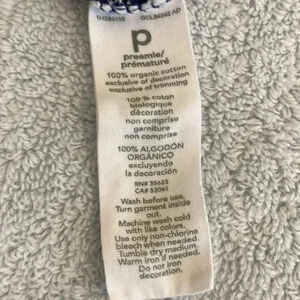 p
preemie/
prématuré
100% organic cotton
exclusive of decoration
exclusive of trimming
100 % coton
biologique
décoration
non comprise
garniture
non comprise
100% ALGODÓN
ORGÁNICO
excluyendo
la decoración
RN# 35623
CA# 53061
Wash before use.
Turn garment inside
out.
Machine wash cold
with like colors.
Use only non-chlorine
bleach when needed.
Tumble dry medium.
Warm iron if needed.
Do not iron
decoration.